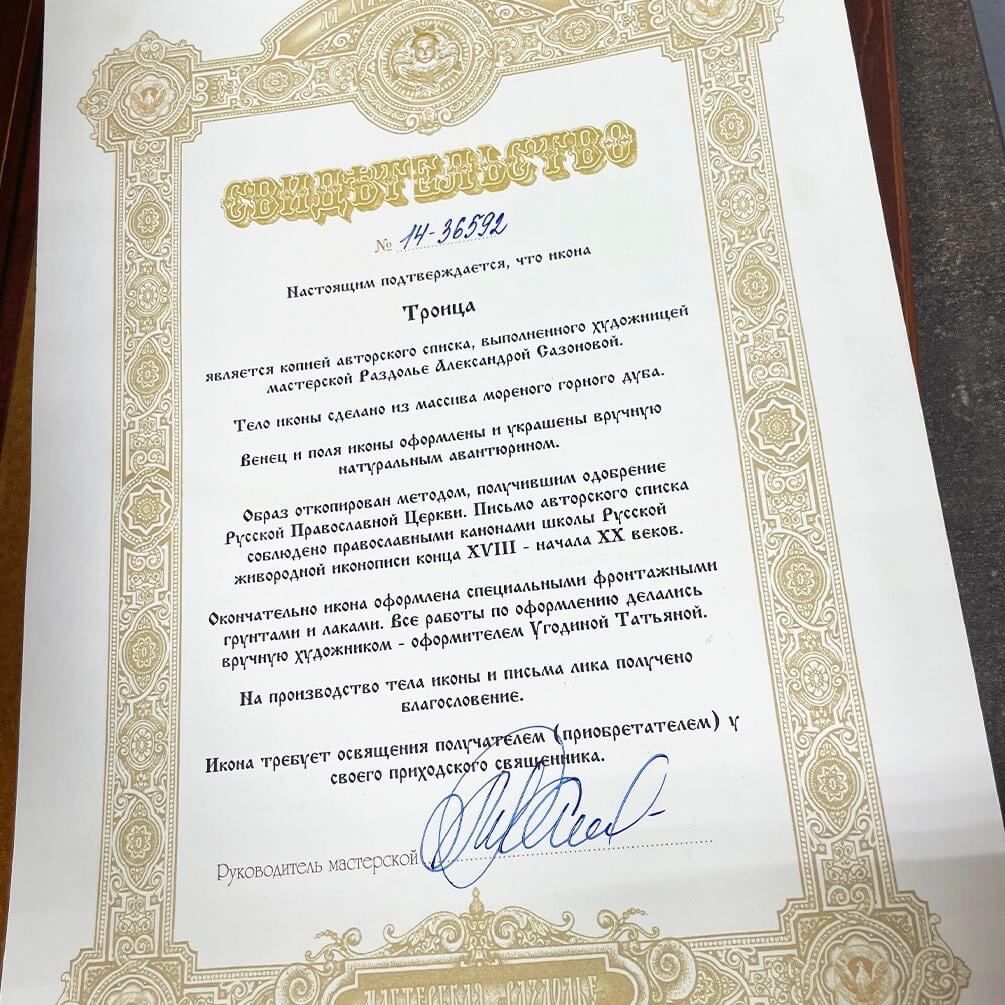 СВИДѢТЕЛЬСТВО
№ 14-36592
Настоящим подтверждается, что икона
Троица
является копией авторского списка, выполненного художницей
мастерской Раздолье Александрой Сазоновой.
Тело иконы сделано из массива мореного горного дуба.
Венец и поля иконы оформлены и украшены вручную
натуральным авантюрином.
Образ откопирован методом, получившим одобрение
Русской Православной Церкви. Письмо авторского списка
соблюдено православными канонами школы Русской
живородной иконописи конца XVIII - начала XX веков.
Окончательно икона оформлена специальными фронтажными
грунтами и лаками. Все работы по оформлению делались
вручную художником - оформителем Угодиной Татьяной.
На производство тела иконы и письма лика получено
благословение.
Икона требует освящения получателем (приобретателем) у
своего приходского священника.
Руководитель мастерской
МАСТЕРСКАЯ РАЗДОЛЬЕ